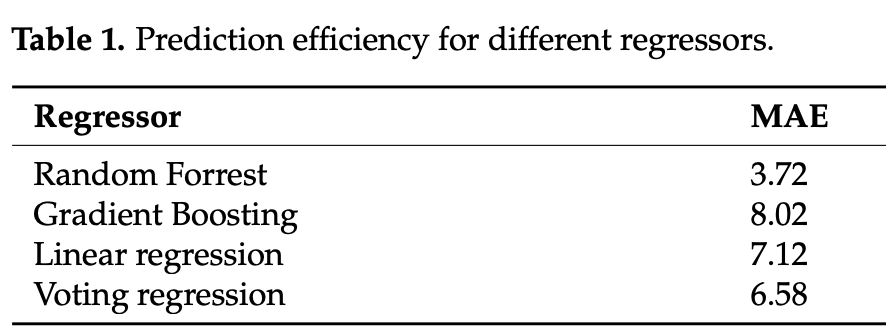 Table 1. Prediction efficiency for different regressors.
Regressor MAE
Random Forrest 3.72
Gradient Boosting 8.02
Linear regression 7.12
Voting regression 6.58